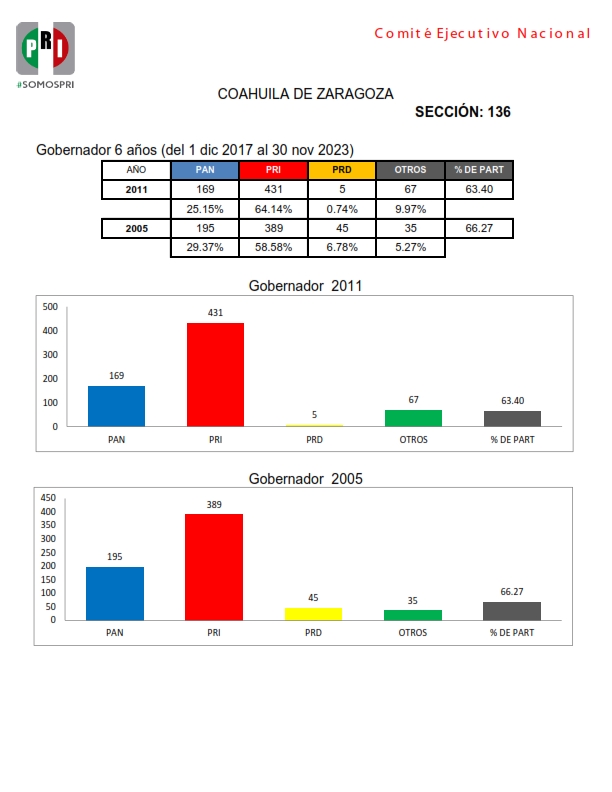 Comité Ejecutivo Nacional
PRI
#SOMOSPRI
COAHUILA DE ZARAGOZA
SECCIÓN: 136
Gobernador 6 años (del 1 dic 2017 al 30 nov 2023)
AÑO PAN PRI PRD OTROS % DE PART
2011 169 431 5 67 63.40
25.15% 64.14% 0.74% 9.97%
2005 195 389 45 35 66.27
29.37% 58.58% 6.78% 5.27%
Gobernador 2011
500
400
300
200
100
0
169
431
5
67
63.40
PAN PRI PRD OTROS % DE PART
Gobernador 2005
450
400
350
300
250
200
150
100
50
0
195
389
45
35
66.27
PAN PRI PRD OTROS % DE PART